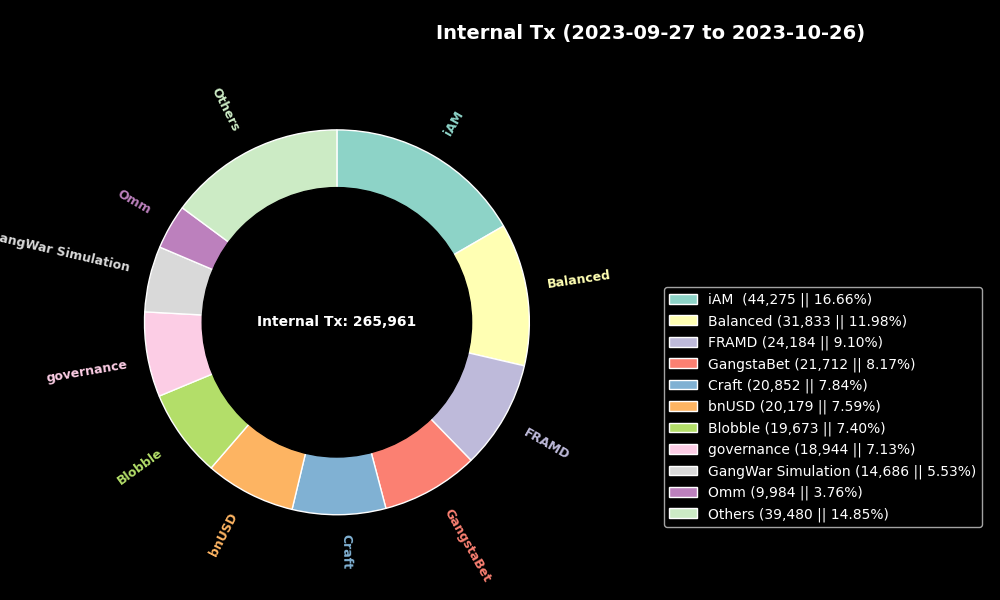 Internal Tx (2023-09-27 to 2023-10-26)
Others
iAM
Omm
angWar Simulation
Balanced
Internal Tx: 265,961
governance
FRAMD
Blobble
bnUSD
Craft
GangstaBet
iAM (44,275 || 16.66%)
Balanced (31,833 || 11.98%)
FRAMD (24,184 || 9.10%)
GangstaBet (21,712 || 8.17%)
Craft (20,852 || 7.84%)
bnUSD (20,179 || 7.59%)
Blobble (19,673 || 7.40%)
governance (18,944 || 7.13%)
GangWar Simulation (14,686 || 5.53%)
Omm (9,984 || 3.76%)
Others (39,480 || 14.85%)